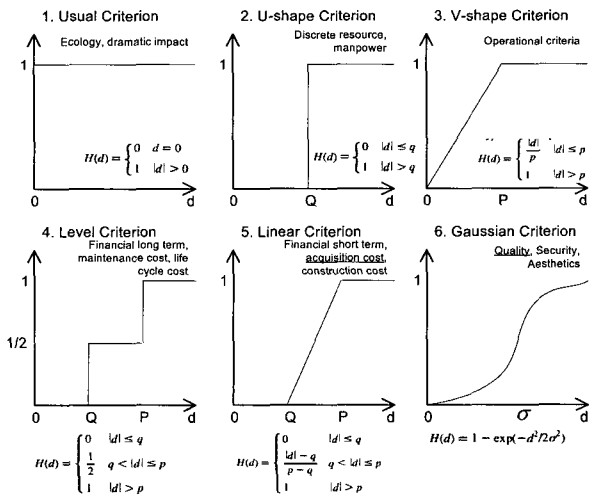 1. Usual Criterion
Ecology, dramatic impact
1
H(d) = {0 d = 0
1 |d| > 0
0 d
2. U-shape Criterion
Discrete resource,
manpower
1
H(d) = {0 |d| ≤ q
1 |d| > q
0 Q d
3. V-shape Criterion
Operational criteria
1
H(d) = {|d|/p |d| ≤ p
1 |d| > p
0 P d
4. Level Criterion
Financial long term,
maintenance cost, life
cycle cost
1
1/2
0 Q P d
H(d) = {0 |d| ≤ q
1/2 q < |d| ≤ p
1 |d| > p
5. Linear Criterion
Financial short term,
acquisition cost,
construction cost
1
0 Q P d
H(d) = {0 |d| ≤ q
|d| − q/p − q q < |d| ≤ p
1 |d| > p
6. Gaussian Criterion
Quality, Security,
Aesthetics
1
0 σ d
H(d) = 1 − exp(−d²/2σ²)